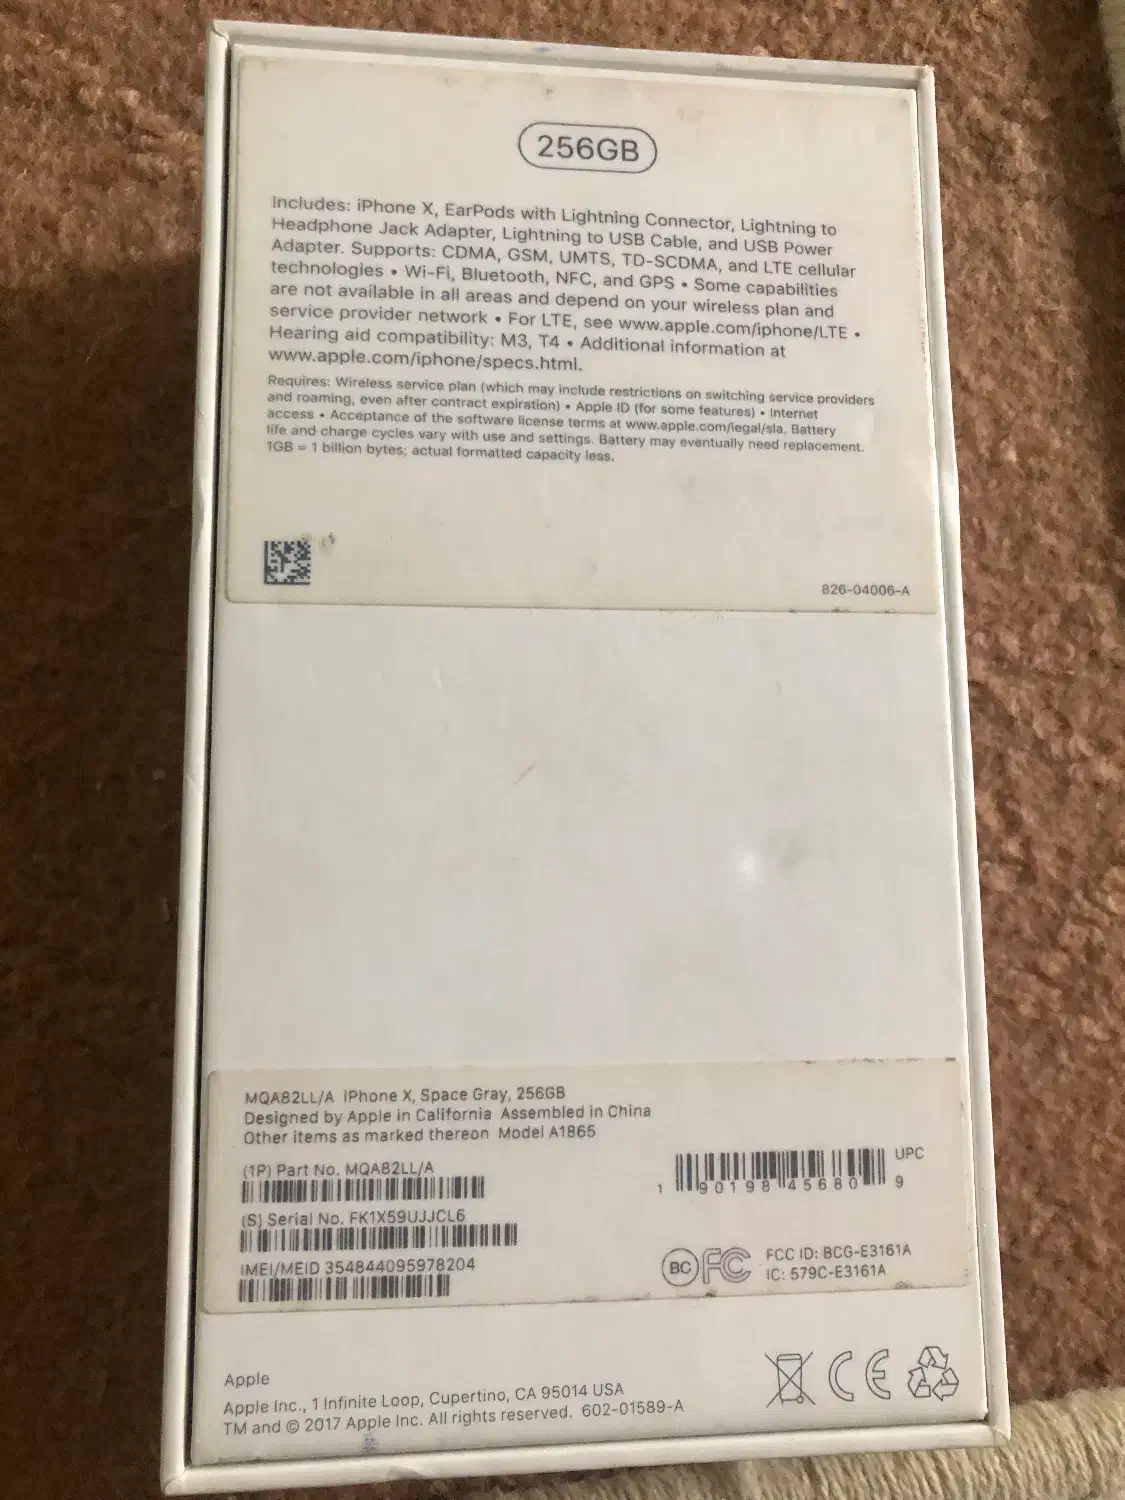 256GB
Includes: iPhone X, EarPods with Lightning Connector, Lightning to
Headphone Jack Adapter, Lightning to USB Cable, and USB Power
Adapter. Supports: CDMA, GSM, UMTS, TD-SCDMA, and LTE cellular
technologies • Wi-Fi, Bluetooth, NFC, and GPS • Some capabilities
are not available in all areas and depend on your wireless plan and
service provider network • For LTE, see www.apple.com/iphone/LTE •
Hearing aid compatibility: M3, T4 • Additional information at
www.apple.com/iphone/specs.html.
Requires: Wireless service plan (which may include restrictions on switching service providers
and roaming, even after contract expiration) • Apple ID (for some features) • Internet
access • Acceptance of the software license terms at www.apple.com/legal/sla. Battery
life and charge cycles vary with use and settings. Battery may eventually need replacement.
1GB = 1 billion bytes; actual formatted capacity less.
826-04006-A
MQA82LL/A iPhone X, Space Gray, 256GB
Designed by Apple in California Assembled in China
Other items as marked thereon Model A1865
(1P) Part No. MQA82LL/A
(S) Serial No. FK1X59UJJCL6
IMEI/MEID 354844095978204
UPC
1 90198 45680 9
BC FC FCC ID: BCG-E3161A
IC: 579C-E3161A
Apple
Apple Inc., 1 Infinite Loop, Cupertino, CA 95014 USA
TM and © 2017 Apple Inc. All rights reserved. 602-01589-A
CE